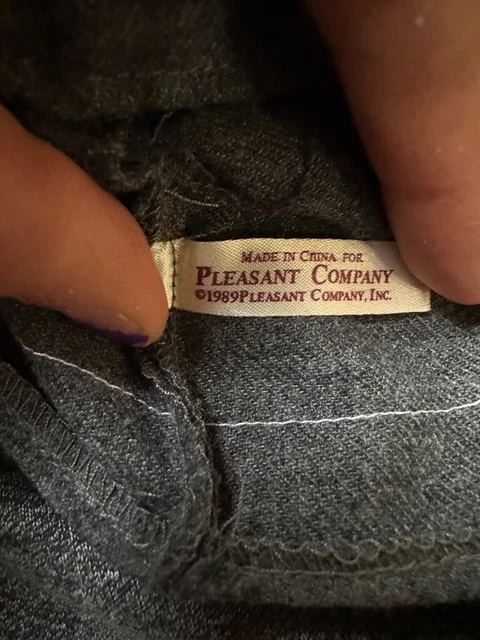 MADE IN CHINA FOR
PLEASANT COMPANY
©1989PLEASANT COMPANY, INC.